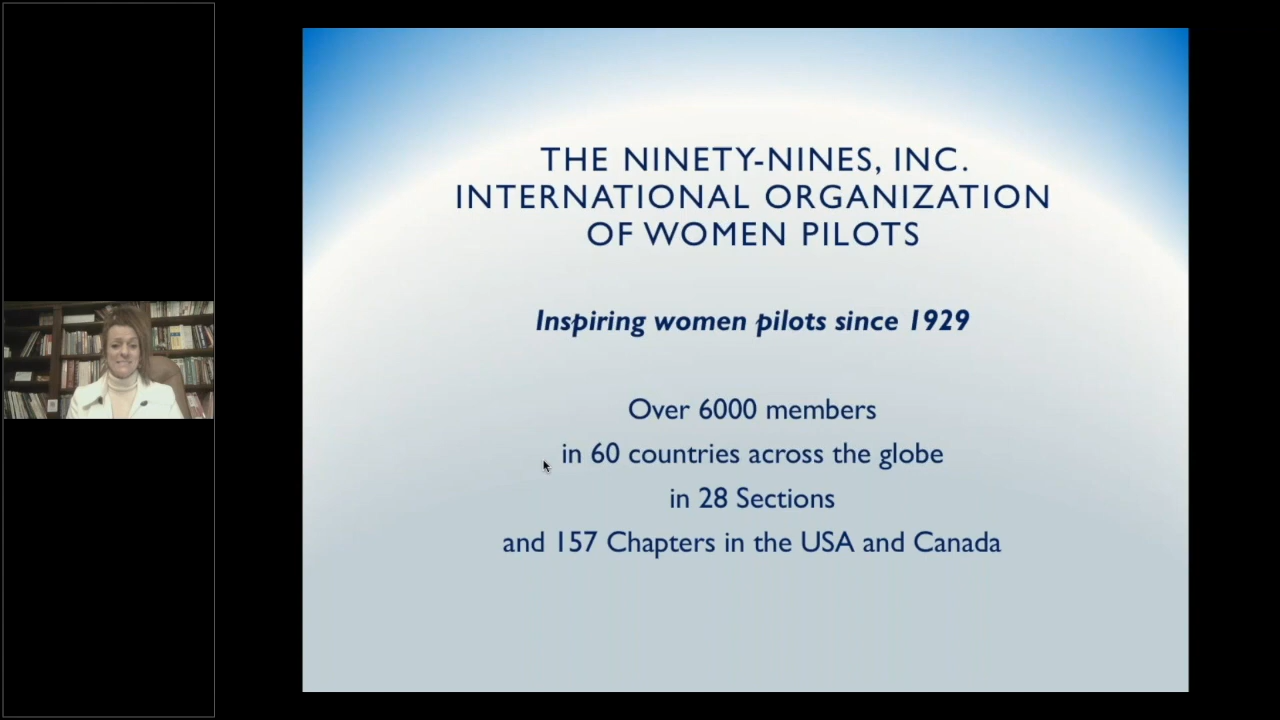 THE NINETY-NINES, INC.
INTERNATIONAL ORGANIZATION
OF WOMEN PILOTS
Inspiring women pilots since 1929
Over 6000 members
in 60 countries across the globe
in 28 Sections
and 157 Chapters in the USA and Canada